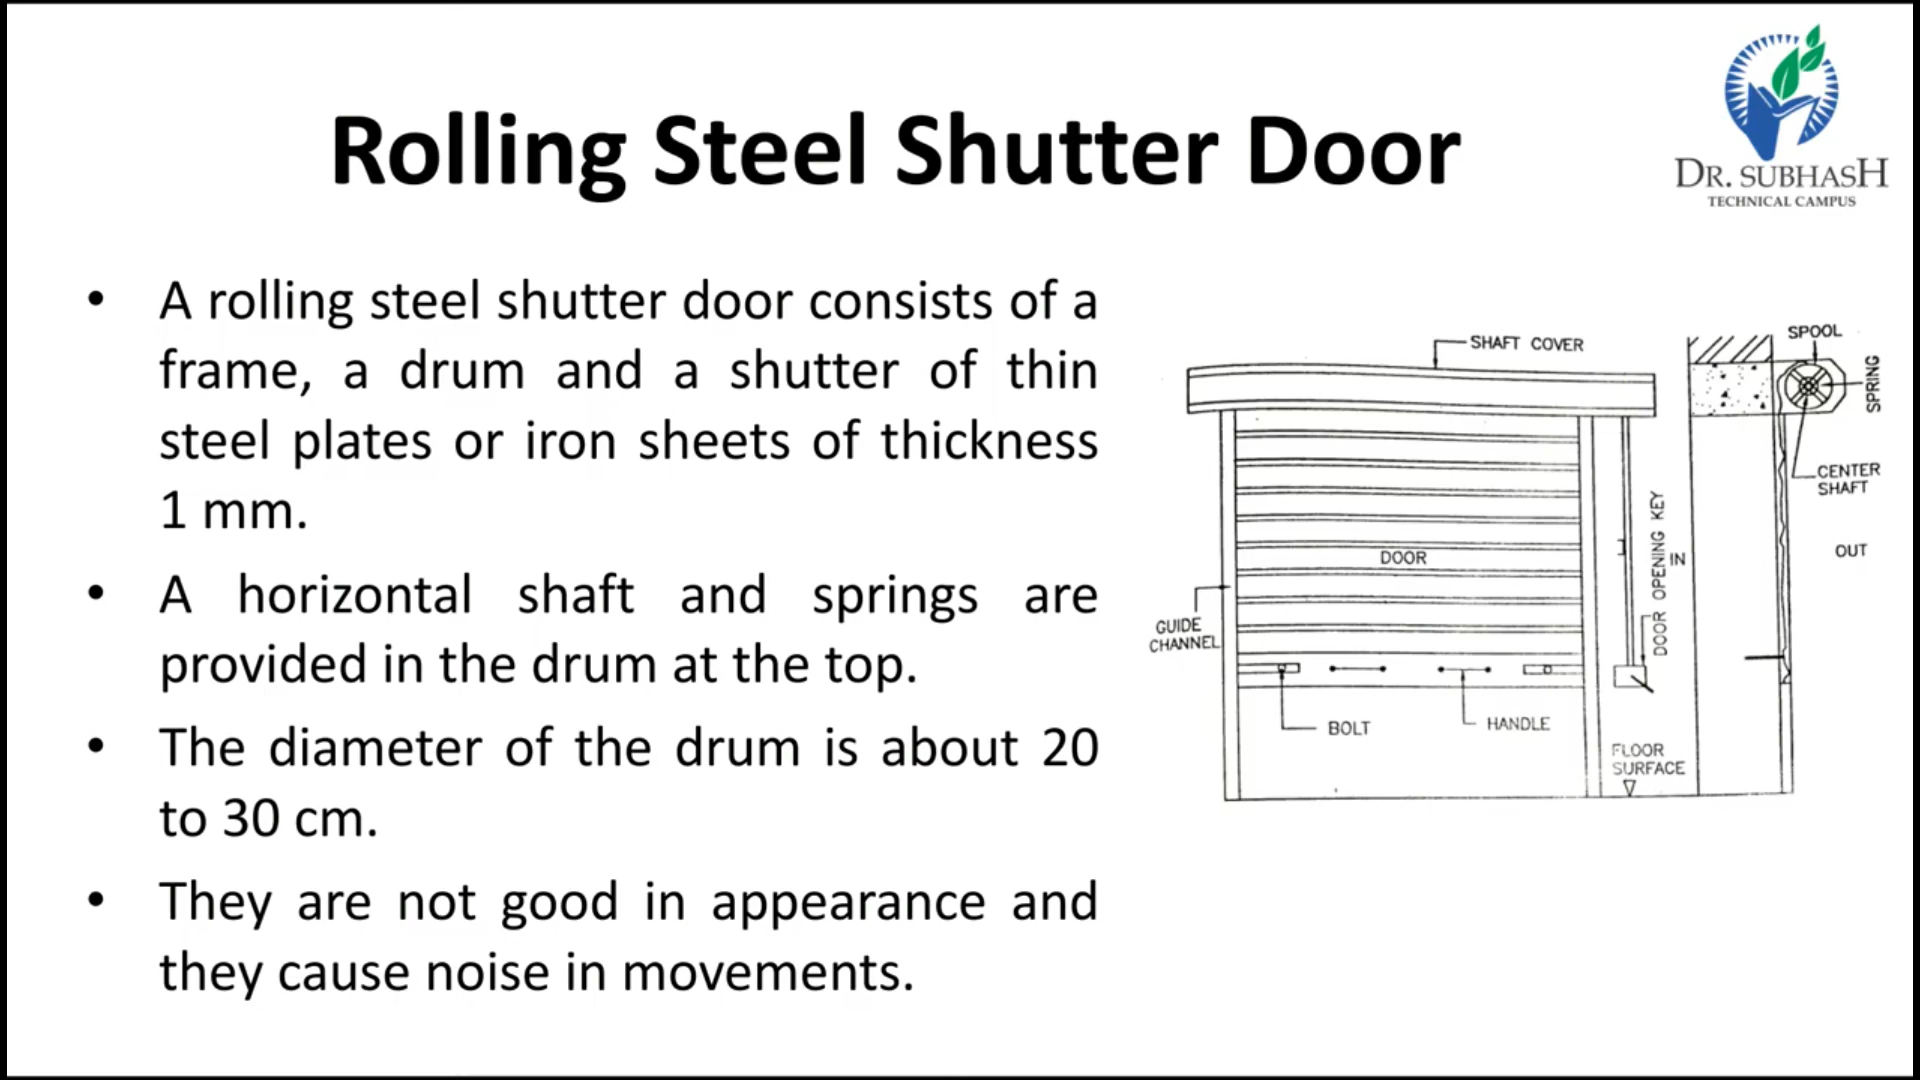 Rolling Steel Shutter Door
DR. SUBHASH
TECHNICAL CAMPUS
• A rolling steel shutter door consists of a
frame, a drum and a shutter of thin
steel plates or iron sheets of thickness
1 mm.
• A horizontal shaft and springs are
provided in the drum at the top.
• The diameter of the drum is about 20
to 30 cm.
• They are not good in appearance and
they cause noise in movements.
SHAFT COVER
SPOOL
SPRING
CENTER
SHAFT
DOOR
DOOR OPENING KEY
IN
OUT
GUIDE
CHANNEL
BOLT
HANDLE
FLOOR
SURFACE